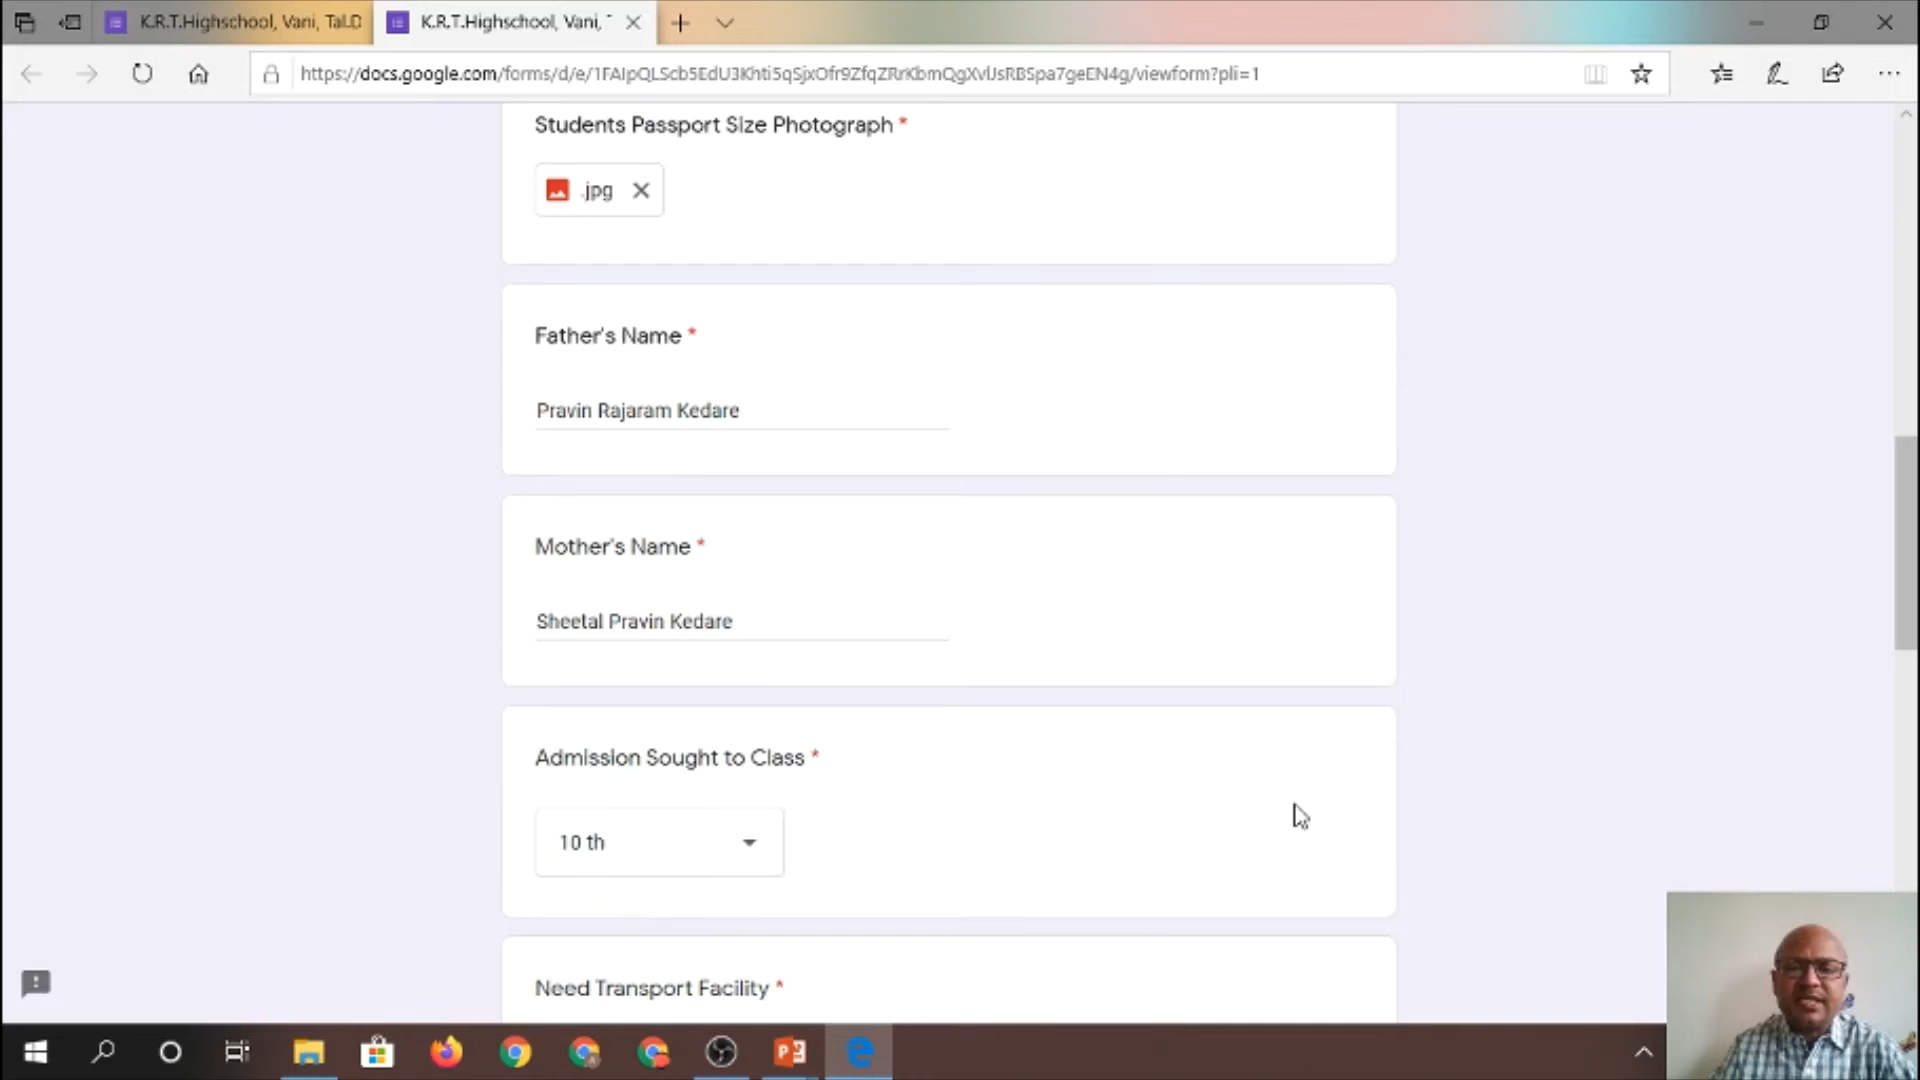 K.R.T.Highschool, Vani, Tal.D
K.R.T.Highschool, Vani, T
https://docs.google.com/forms/d/e/1FAIpQLScb5EdU3Khti5qSjxOfr9ZfqZRrKbmQgXvlJsRBSpa7geEN4g/viewform?pli=1
Students Passport Size Photograph *
.jpg
Father's Name *
Pravin Rajaram Kedare
Mother's Name *
Sheetal Pravin Kedare
Admission Sought to Class *
10 th
Need Transport Facility *